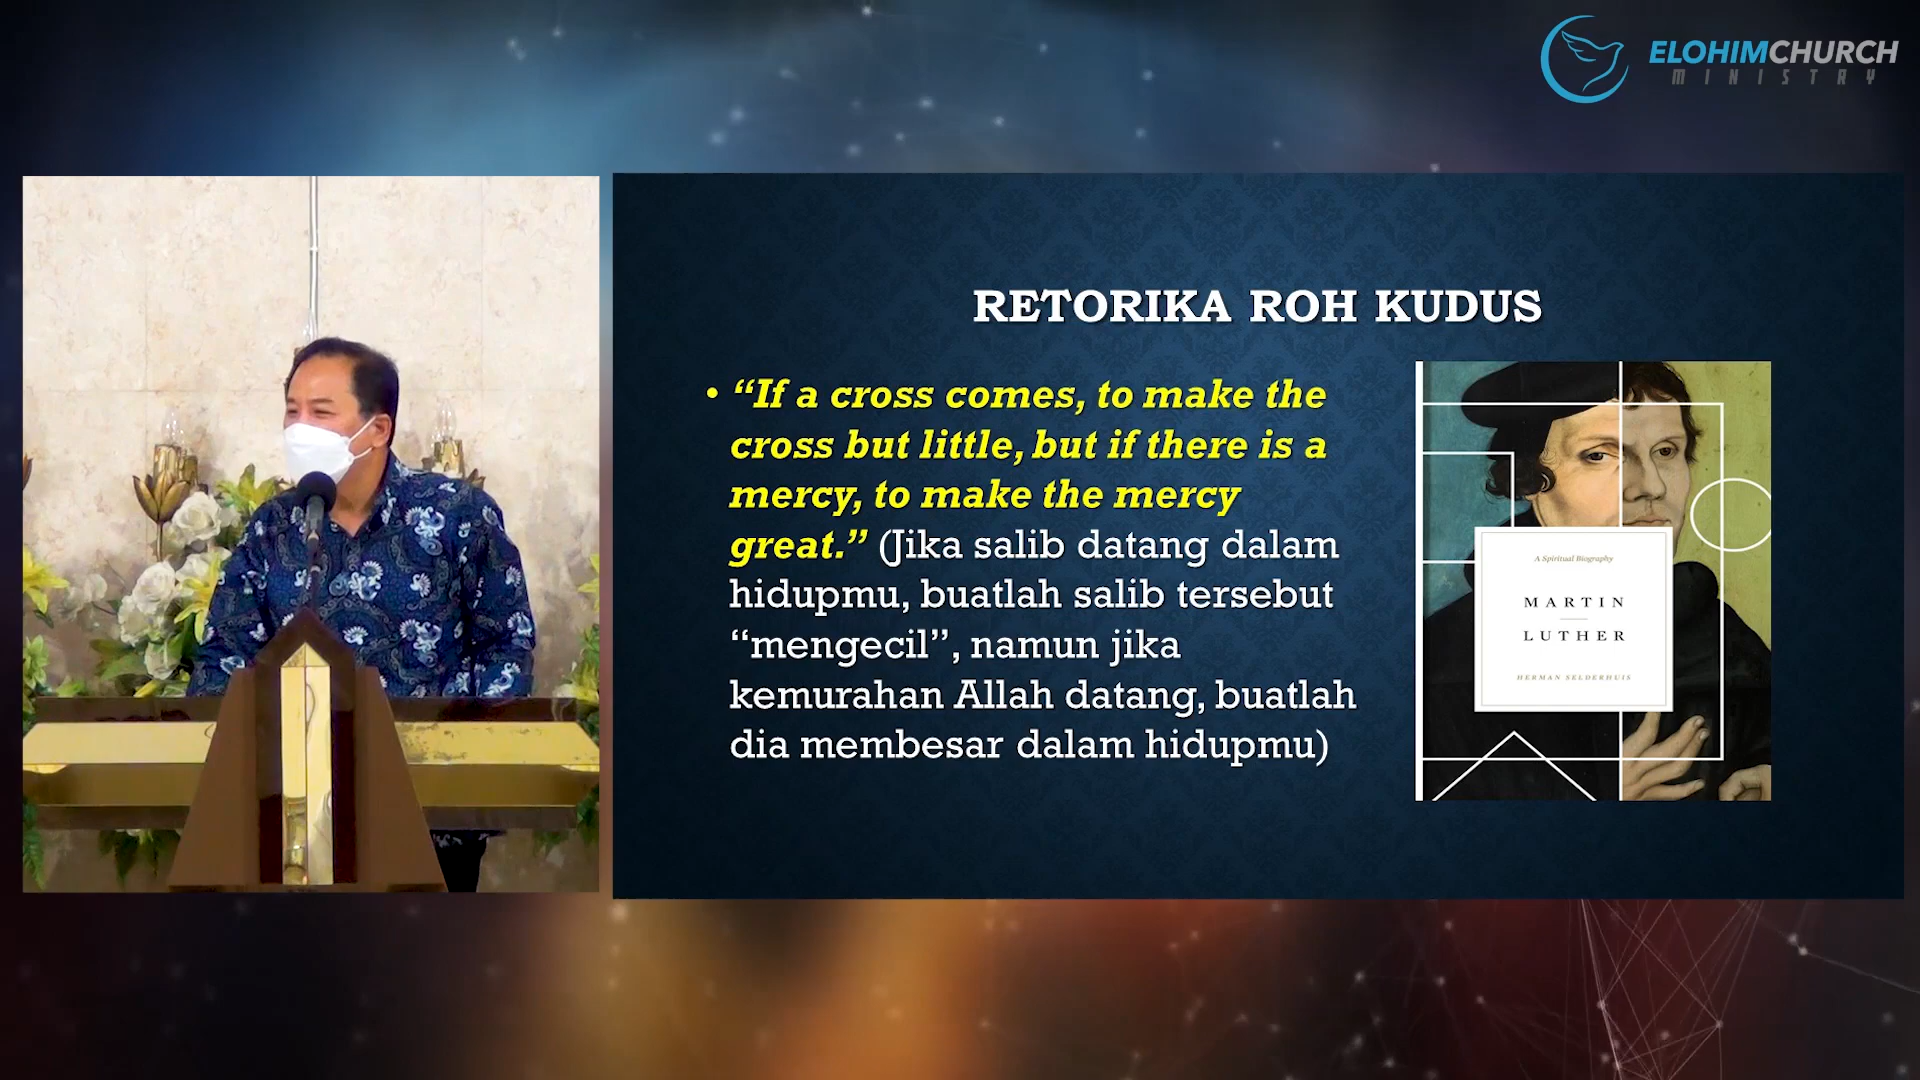 ELOHIMCHURCH
MINISTRY
RETORIKA ROH KUDUS
• “If a cross comes, to make the
cross but little, but if there is a
mercy, to make the mercy
great.” (Jika salib datang dalam
hidupmu, buatlah salib tersebut
“mengecil”, namun jika
kemurahan Allah datang, buatlah
dia membesar dalam hidupmu)
A Spiritual Biography
MARTIN
LUTHER
HERMAN SELDERHUIS